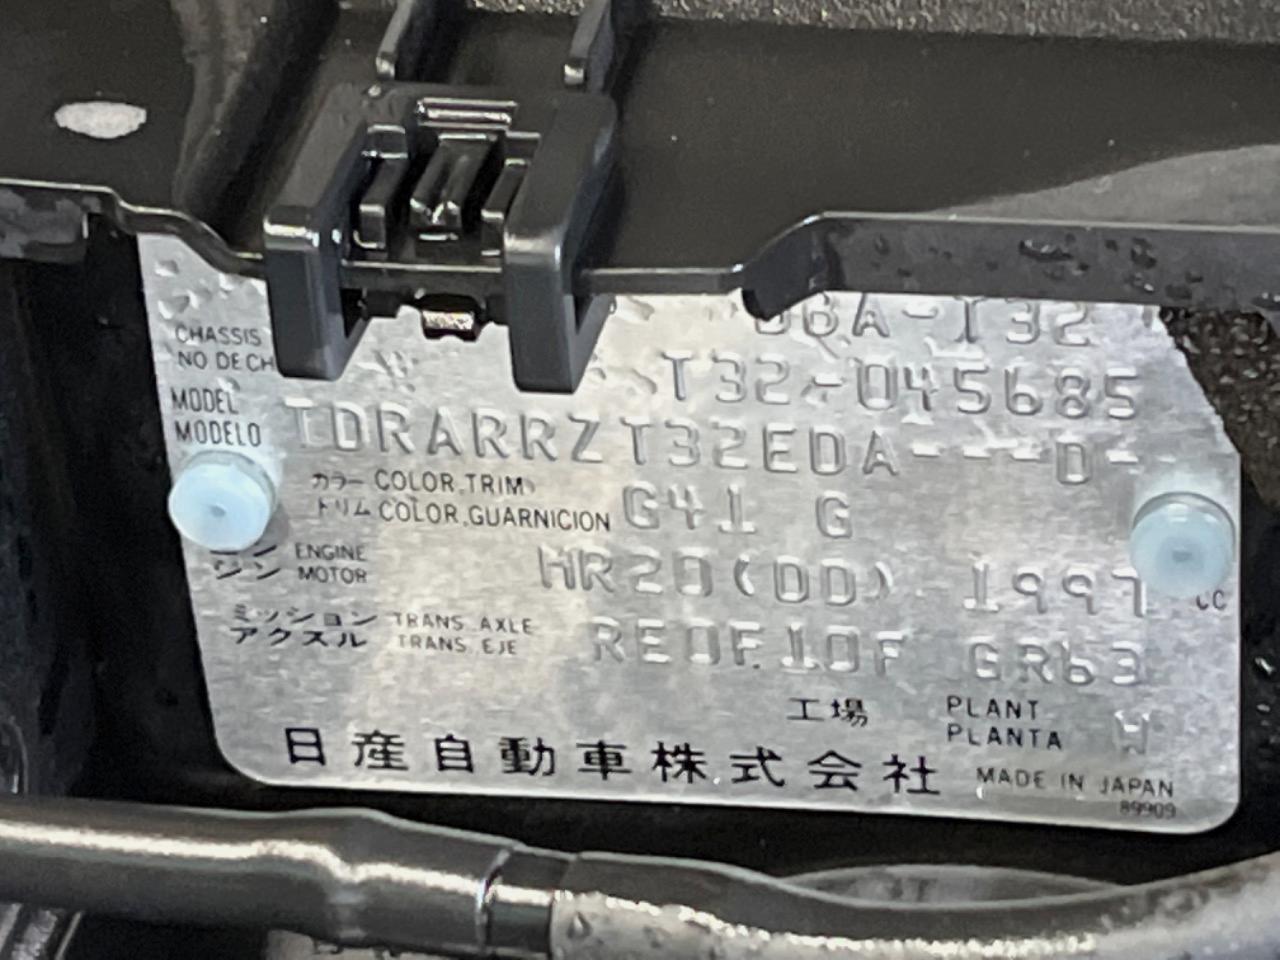 DBA-T32
CHASSIS
NO DE CH T32-045685
MODEL
MODELO TDRARRZT32EDA---D-
カラー COLOR,TRIM
トリム COLOR,GUARNICION G41 G
ENGINE
ジン MOTOR HR20(DD) 1997 CC
ミッション TRANS. AXLE
アクスル TRANS. EJE RE0F10F GR63
工場 PLANT
PLANTA W
日産自動車株式会社 MADE IN JAPAN
89909